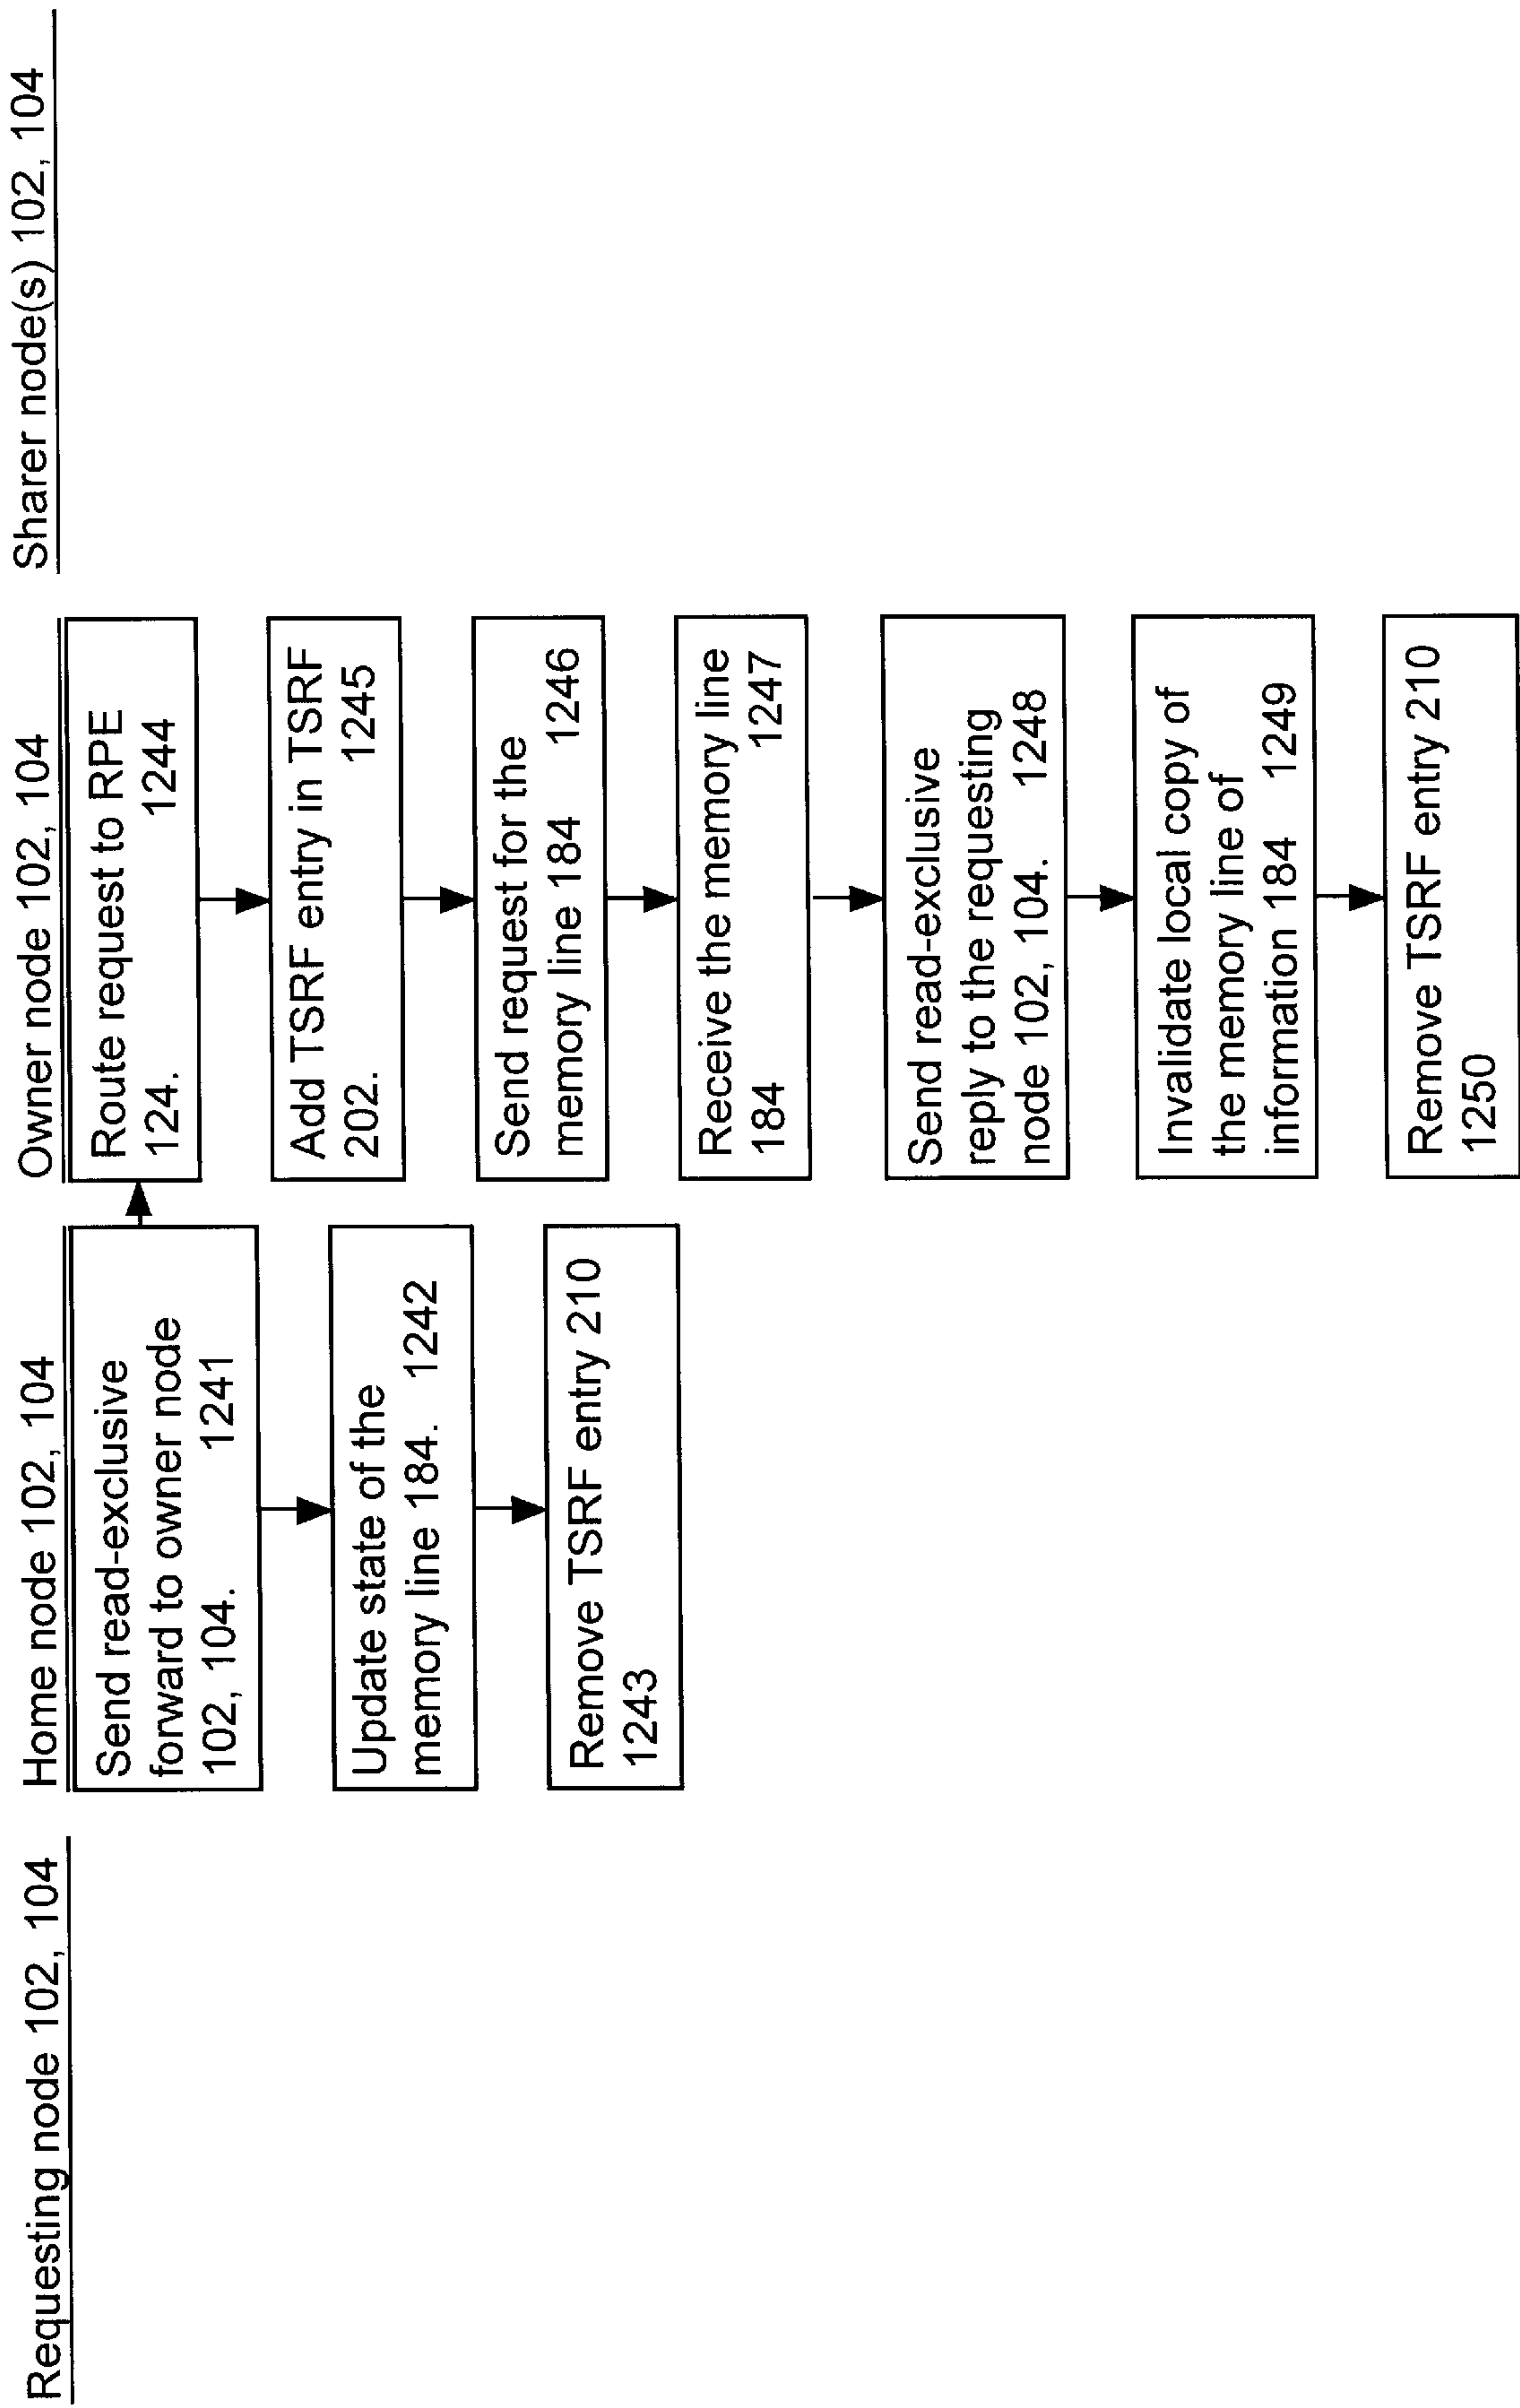 Requesting node 102, 104
Home node 102, 104
Send read-exclusive
forward to owner node
102, 104. 1241
Update state of the
memory line 184. 1242
Remove TSRF entry 210
1243
Owner node 102, 104
Route request to RPE
124. 1244
Add TSRF entry in TSRF
202. 1245
Send request for the
memory line 184 1246
Receive the memory line
184 1247
Send read-exclusive
reply to the requesting
node 102, 104. 1248
Invalidate local copy of
the memory line of
information 184 1249
Remove TSRF entry 210
1250
Sharer node(s) 102, 104